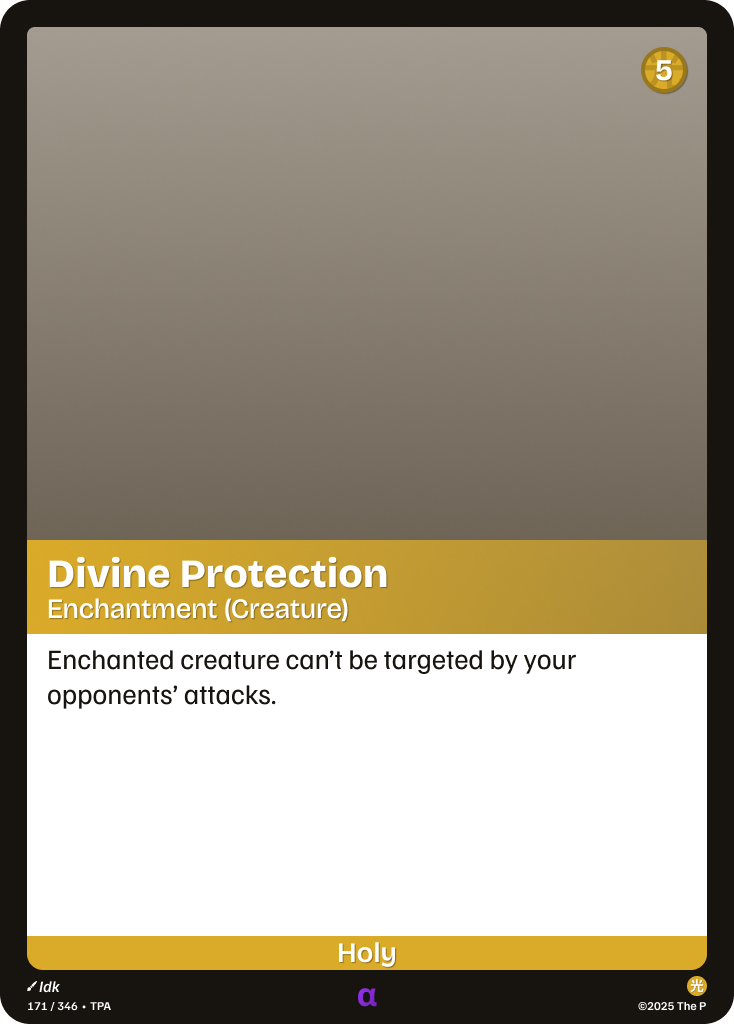 5
Divine Protection
Enchantment (Creature)
Enchanted creature can’t be targeted by your
opponents’ attacks.
Holy
Idk
171 / 346 • TPA
α
光
©2025 The P